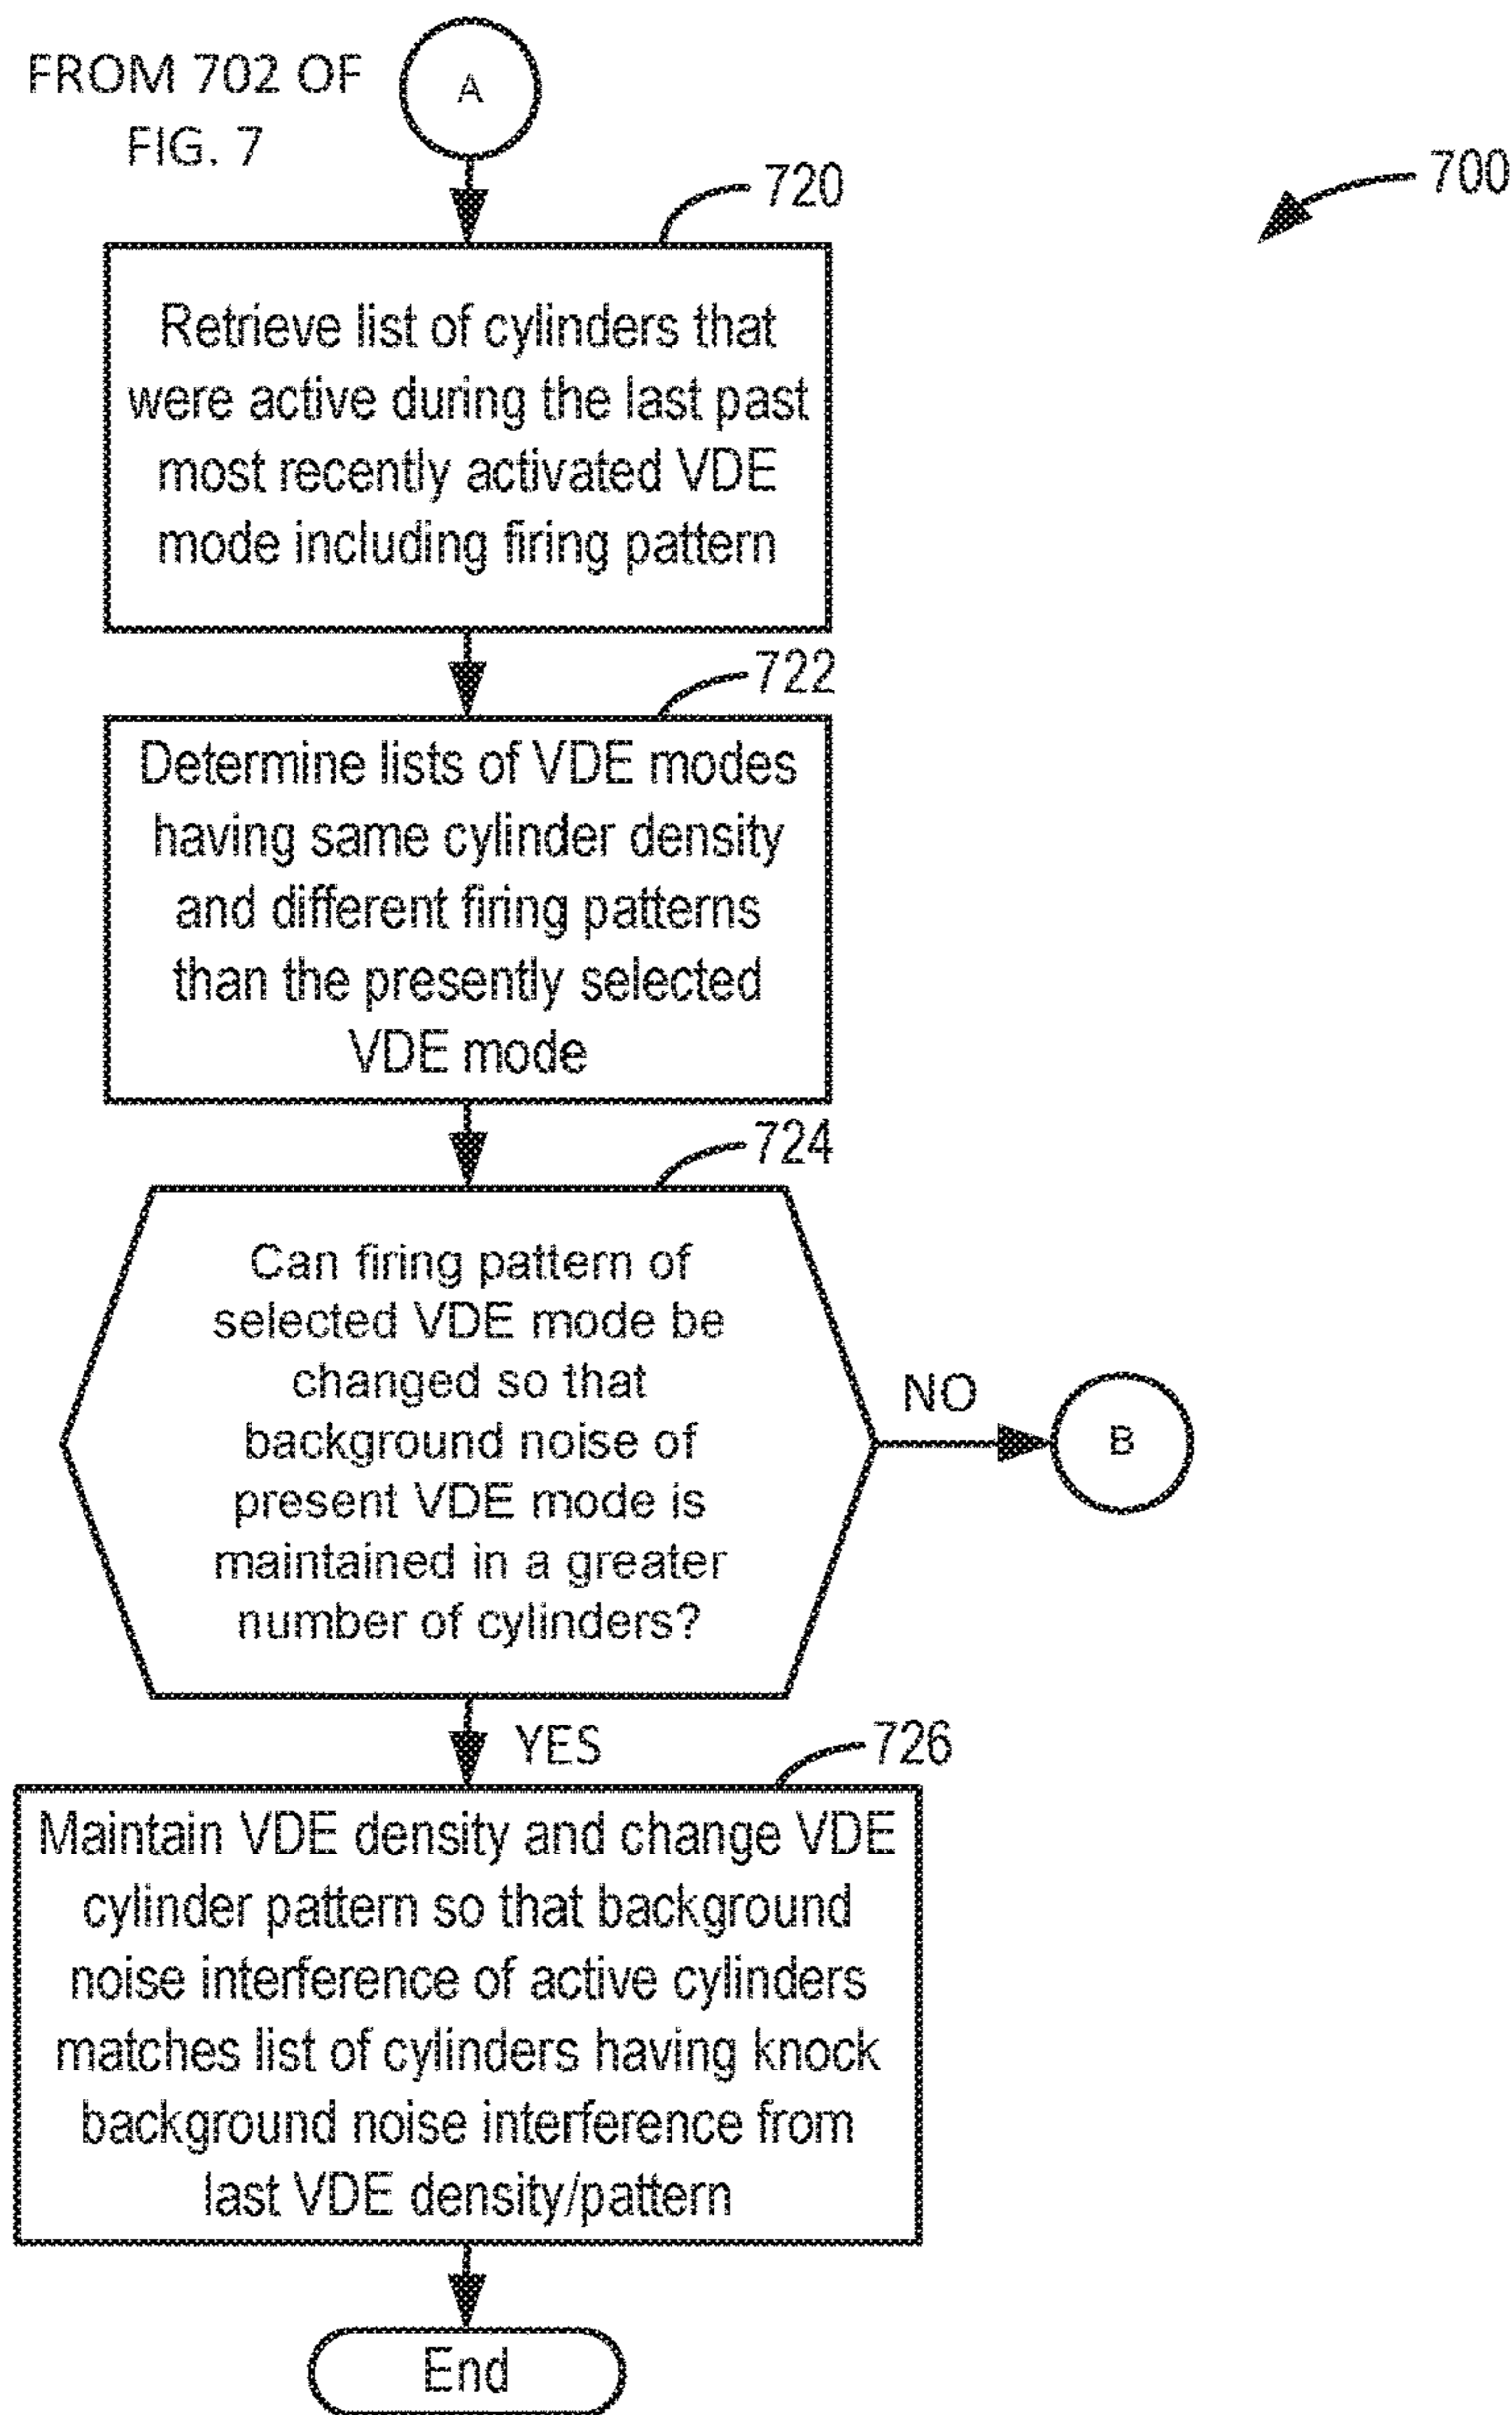 FROM 702 OF
FIG. 7
A
720
700
Retrieve list of cylinders that
were active during the last past
most recently activated VDE
mode including firing pattern
722
Determine lists of VDE modes
having same cylinder density
and different firing patterns
than the presently selected
VDE mode
724
Can firing pattern of
selected VDE mode be
changed so that
background noise of
present VDE mode is
maintained in a greater
number of cylinders?
NO
B
YES
726
Maintain VDE density and change VDE
cylinder pattern so that background
noise interference of active cylinders
matches list of cylinders having knock
background noise interference from
last VDE density/pattern
End